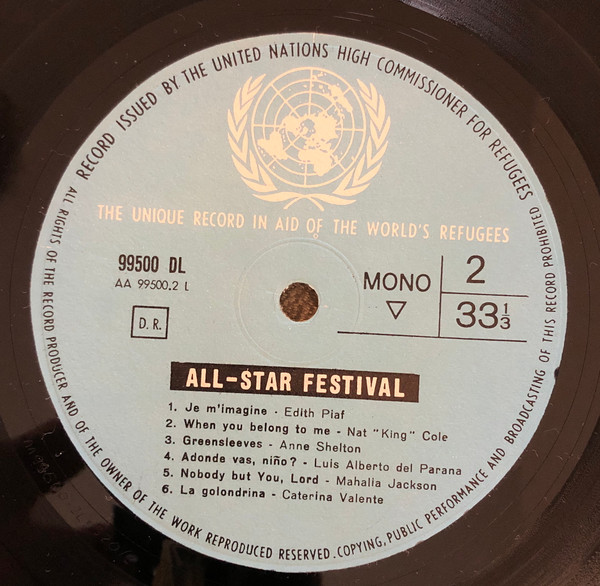 RECORD ISSUED BY THE UNITED NATIONS HIGH COMMISSIONER FOR REFUGEES
THE UNIQUE RECORD IN AID OF THE WORLD'S REFUGEES
99500 DL
AA 99500.2 L
D. R.
MONO
2
33 1/3
ALL-STAR FESTIVAL
1. Je m'imagine - Edith Piaf
2. When you belong to me - Nat "King" Cole
3. Greensleeves - Anne Shelton
4. Adonde vas, niño? - Luis Alberto del Parana
5. Nobody but You, Lord - Mahalia Jackson
6. La golondrina - Caterina Valente
ALL RIGHTS OF THE RECORD PRODUCER AND OF THE OWNER OF THE WORK REPRODUCED RESERVED. COPYING, PUBLIC PERFORMANCE AND BROADCASTING OF THIS RECORD PROHIBITED